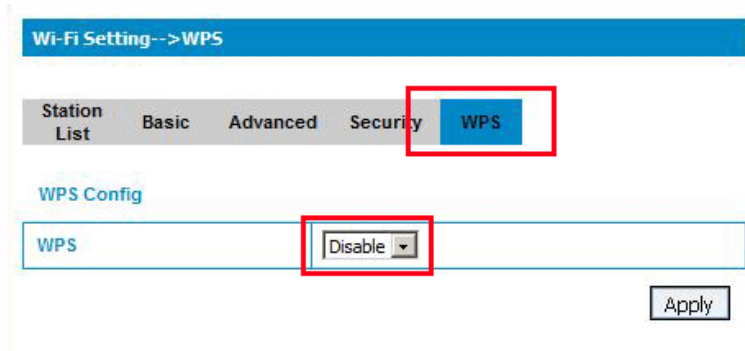 Wi-Fi Setting-->WPS
Station List Basic Advanced Security WPS
WPS Config
WPS Disable
Apply